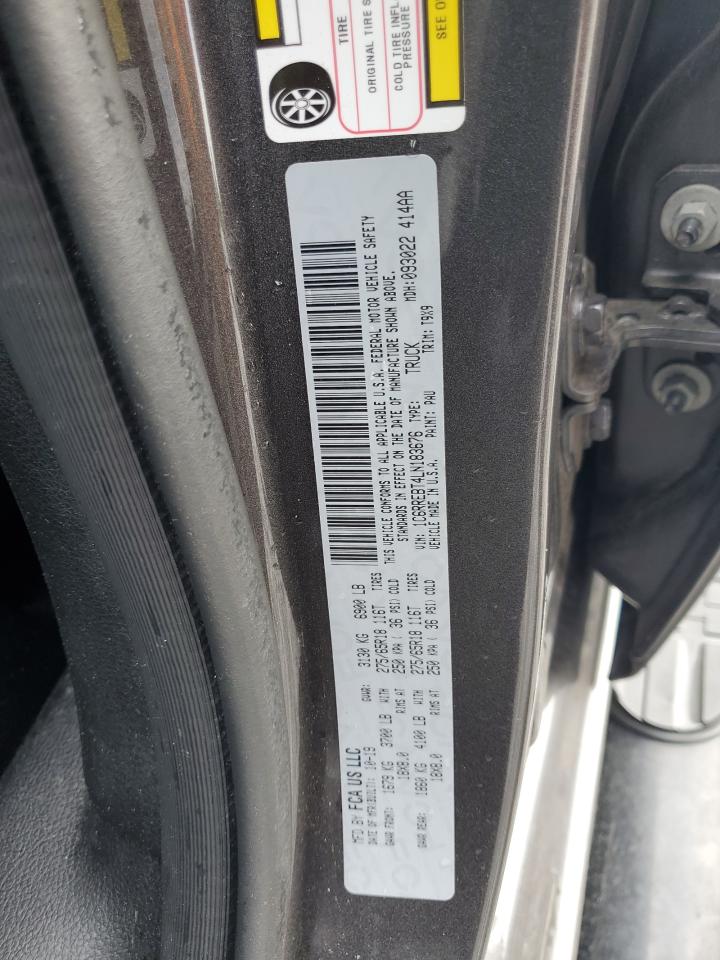 TIRE
ORIGINAL TIRE S
COLD TIRE INFL
PRESSURE
SEE O
MFD BY FCA US LLC
DATE OF MFR(BUILT): 10-19 GVWR: 3130 KG 6900 LB
GAWR FRONT: 1679 KG 3700 LB WITH 275/65R18 116T TIRES
18X8.0 RIMS AT 250 KPA ( 36 PSI) COLD
GAWR REAR: 1860 KG 4100 LB WITH 275/65R18 116T TIRES
18X8.0 RIMS AT 250 KPA ( 36 PSI) COLD
THIS VEHICLE CONFORMS TO ALL APPLICABLE U.S.A. FEDERAL MOTOR VEHICLE SAFETY
STANDARDS IN EFFECT ON THE DATE OF MANUFACTURE SHOWN ABOVE.
VIN: 1C6RREBT4LN183676 TYPE: TRUCK MDH:093022 414AA
VEHICLE MADE IN U.S.A. PAINT: PAU TRIM: T9X9